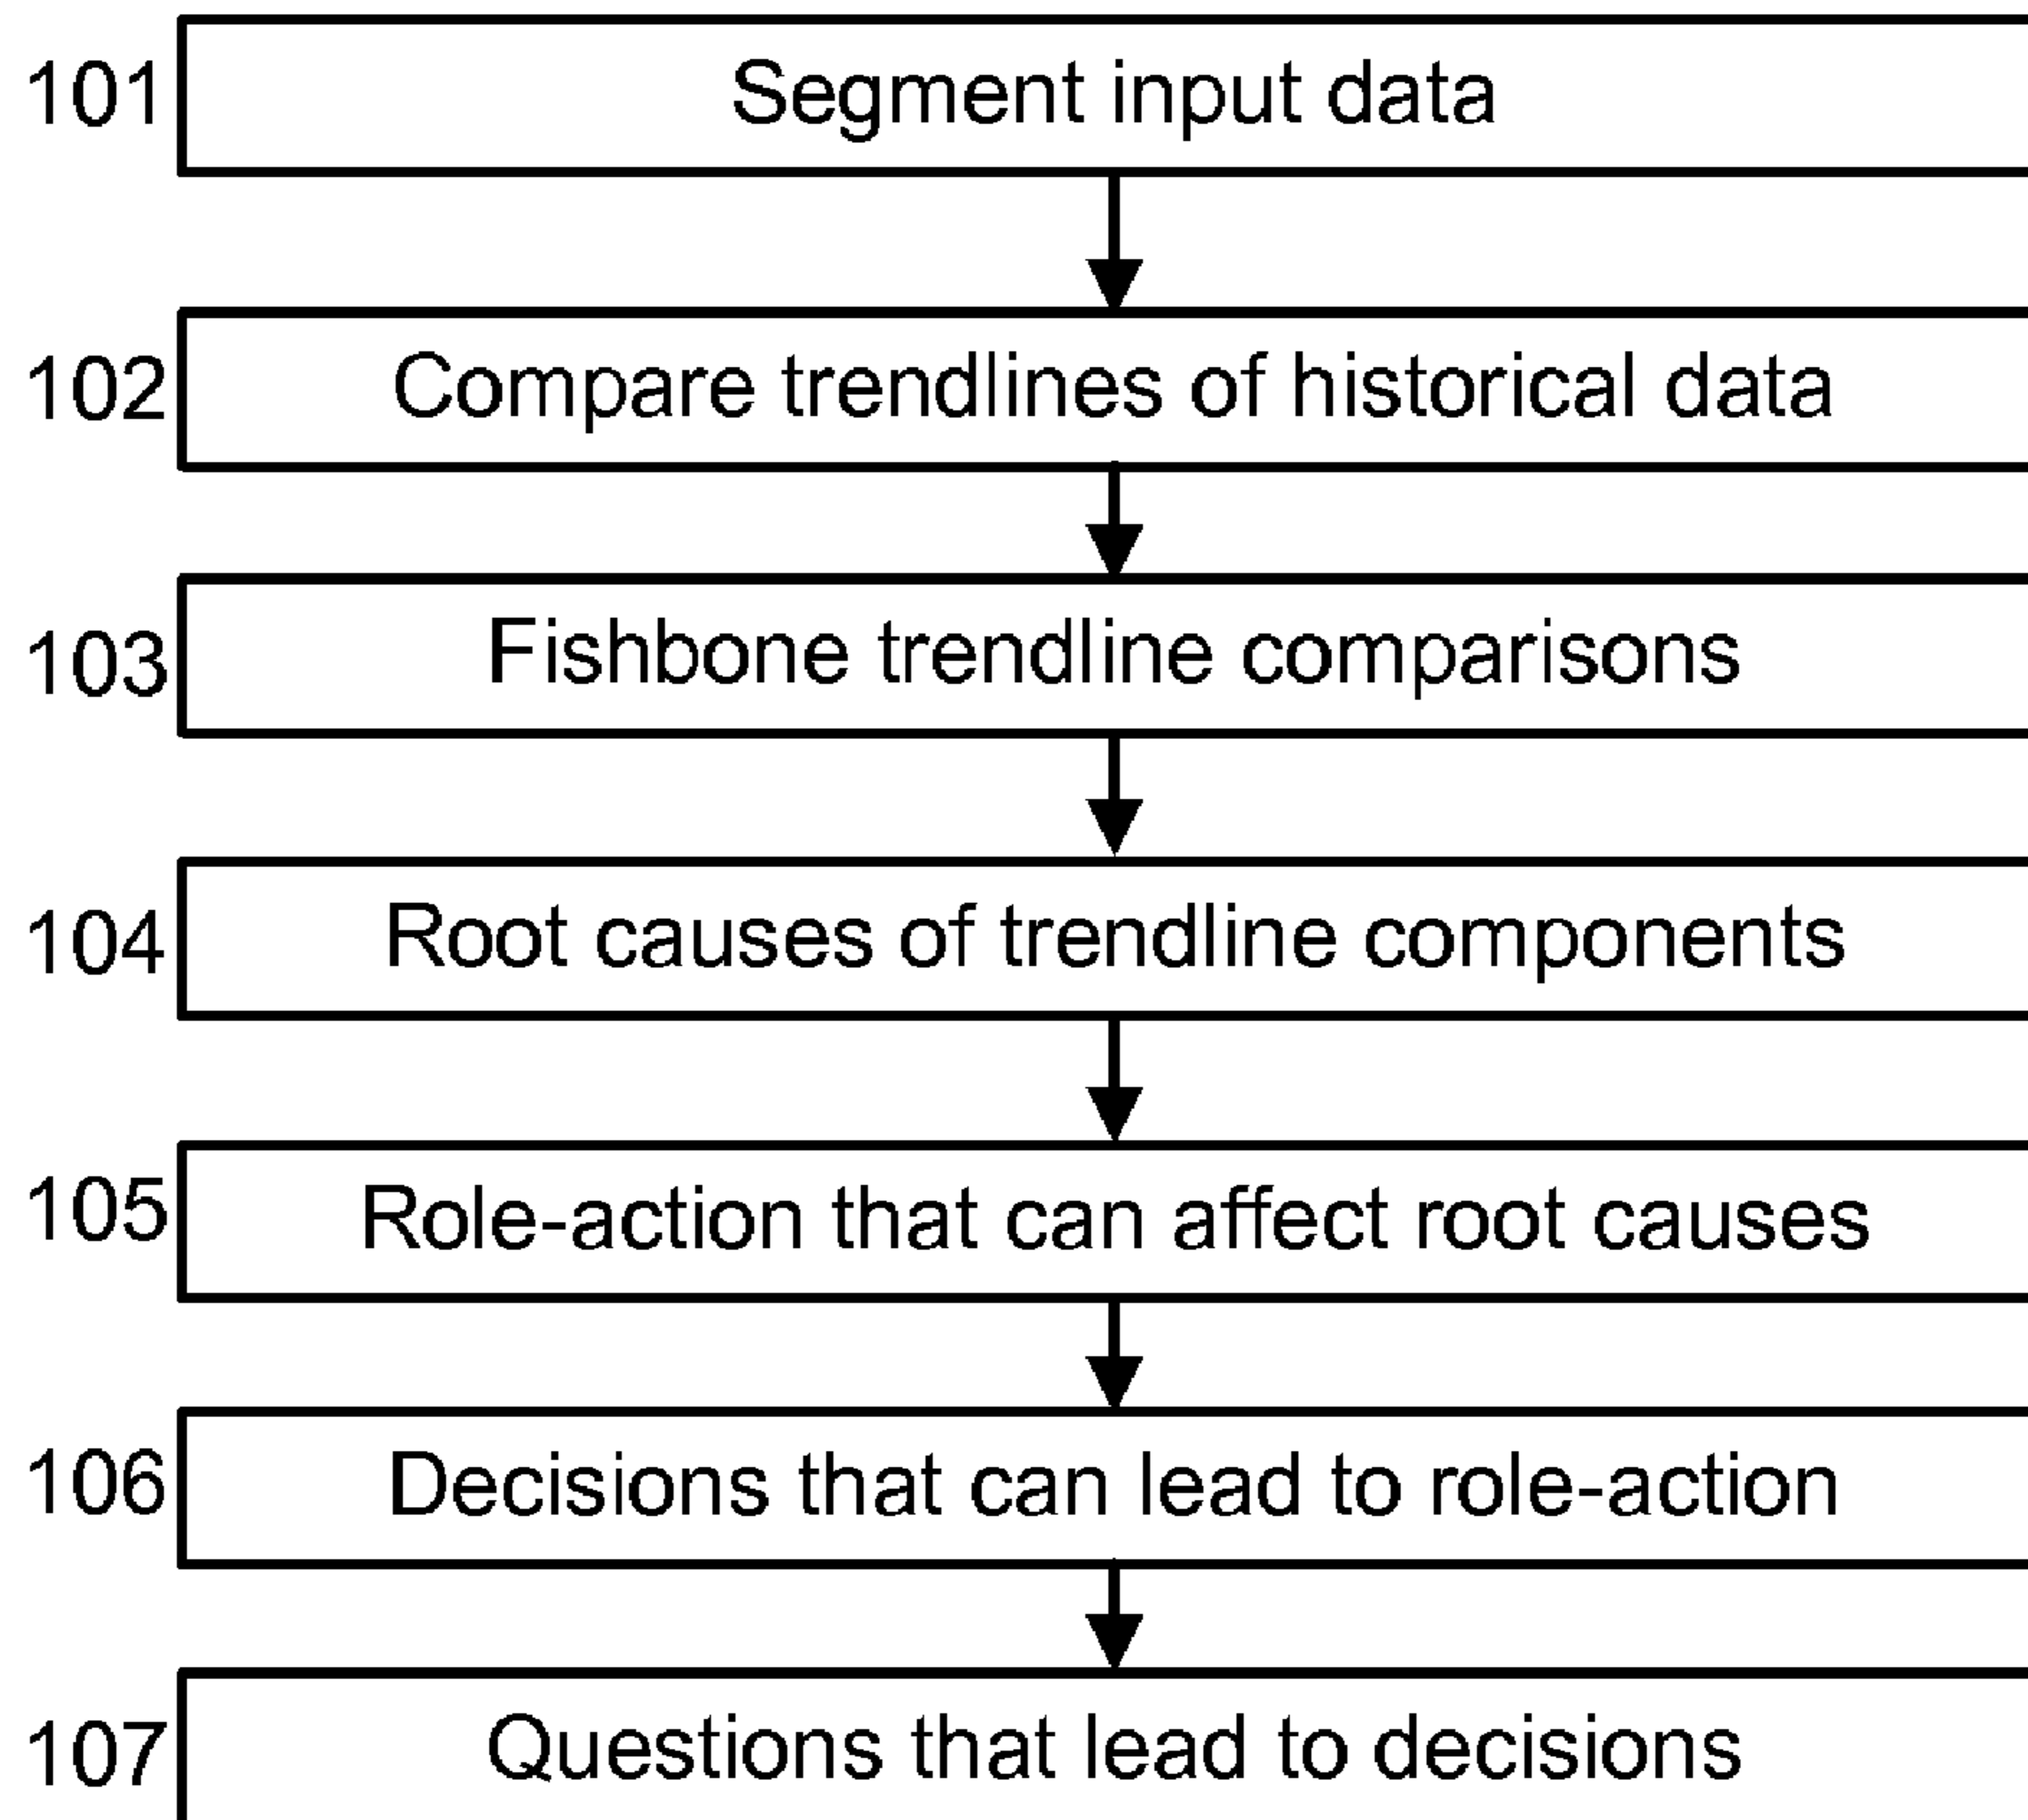 101 Segment input data
102 Compare trendlines of historical data
103 Fishbone trendline comparisons
104 Root causes of trendline components
105 Role-action that can affect root causes
106 Decisions that can lead to role-action
107 Questions that lead to decisions